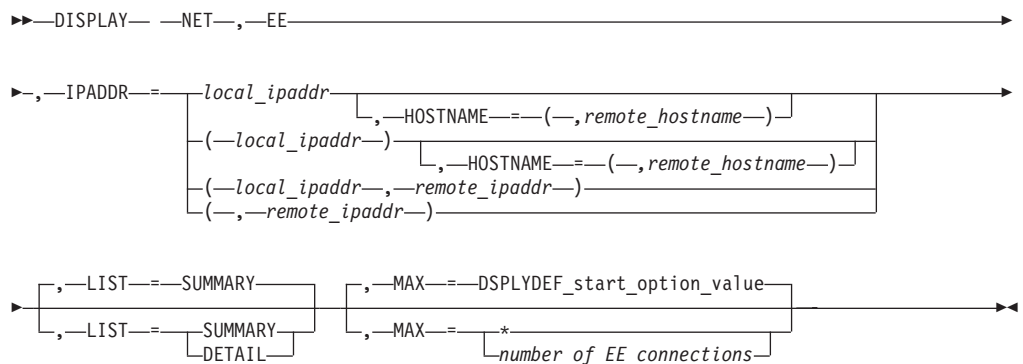 DISPLAY NET , EE
, IPADDR = local_ipaddr
, HOSTNAME = ( ,remote_hostname )
( local_ipaddr )
, HOSTNAME = ( ,remote_hostname )
( local_ipaddr , remote_ipaddr )
( , remote_ipaddr )
, LIST = SUMMARY , MAX = DSPLYDEF_start_option_value
, LIST = SUMMARY , MAX = *
DETAIL number of EE connections